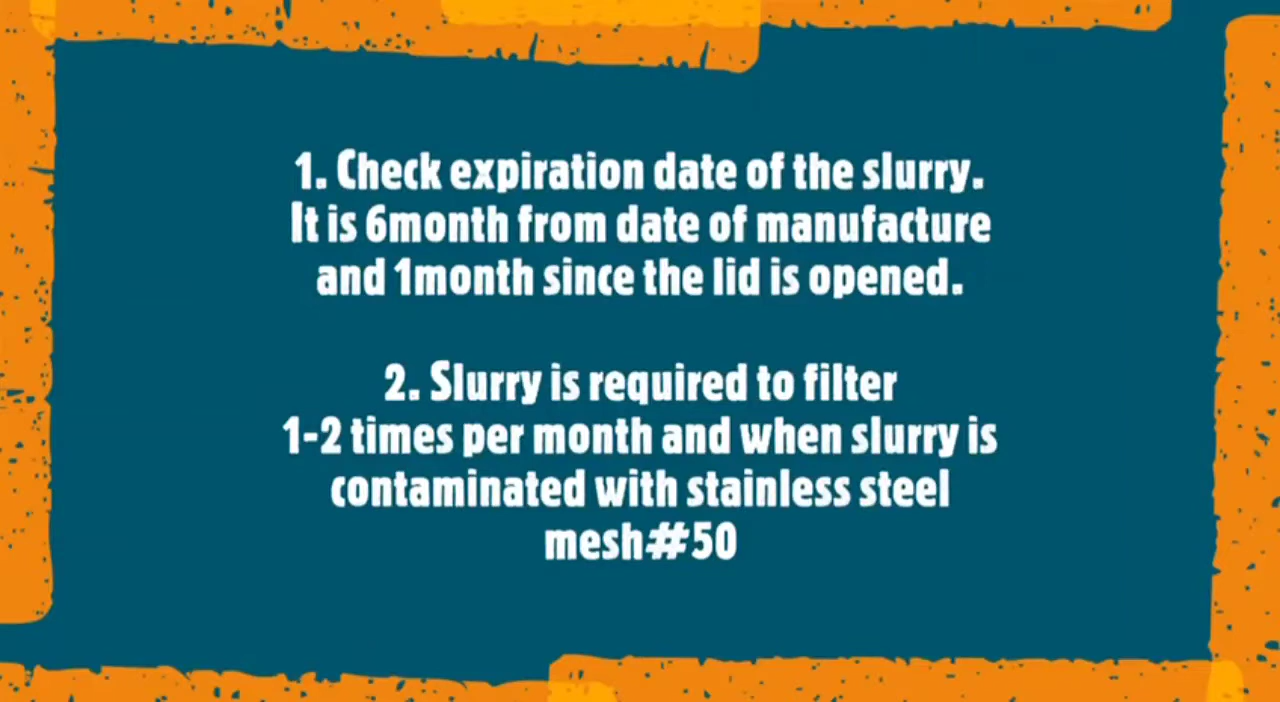 1. Check expiration date of the slurry.
It is 6month from date of manufacture
and 1month since the lid is opened.
2. Slurry is required to filter
1-2 times per month and when slurry is
contaminated with stainless steel
mesh#50